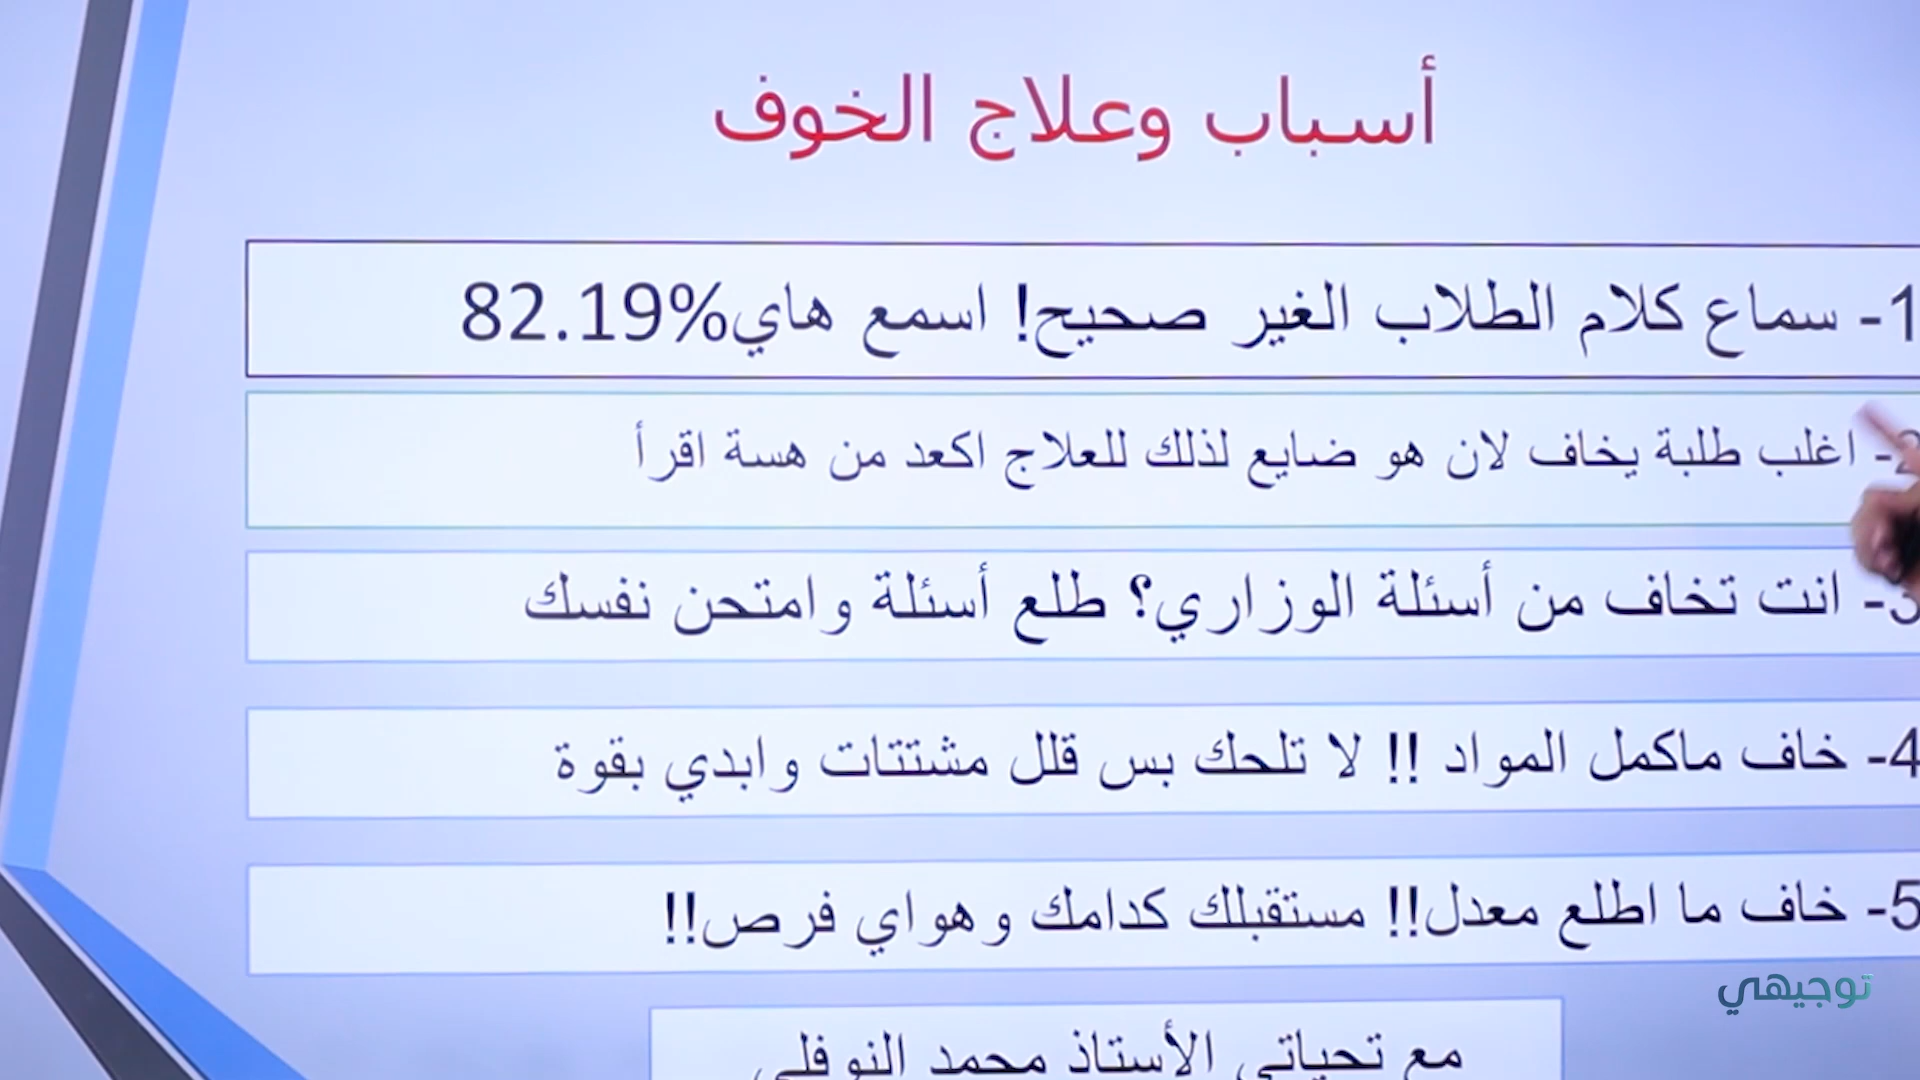 أسباب وعلاج الخوف
1- سماع كلام الطلاب الغير صحيح! اسمع هاي82.19%
2- اغلب طلبة يخاف لان هو ضايع لذلك للعلاج اكعد من هسة اقرأ
3- انت تخاف من أسئلة الوزاري؟ طلع أسئلة وامتحن نفسك
4- خاف ماكمل المواد !! لا تلحك بس قلل مشتتات وابدي بقوة
5- خاف ما اطلع معدل!! مستقبلك كدامك وهواي فرص!!
توجيهي
مع تحياتي الأستاذ محمد النوفلي